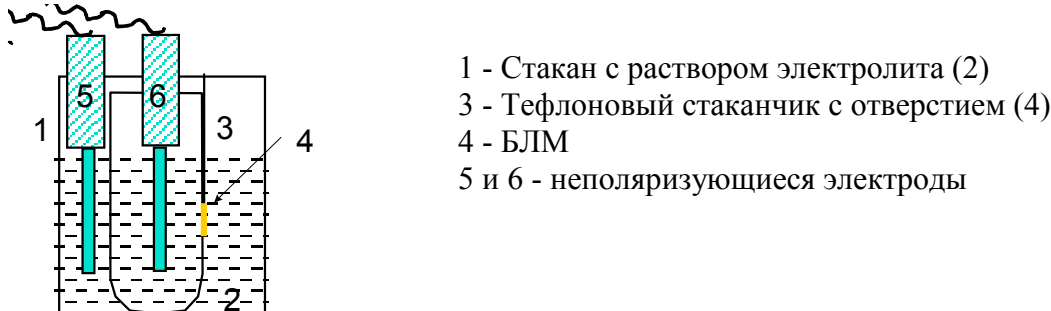 5
6
1
3
4
2
1 - Стакан с раствором электролита (2)
3 - Тефлоновый стаканчик с отверстием (4)
4 - БЛМ
5 и 6 - неполяризующиеся электроды